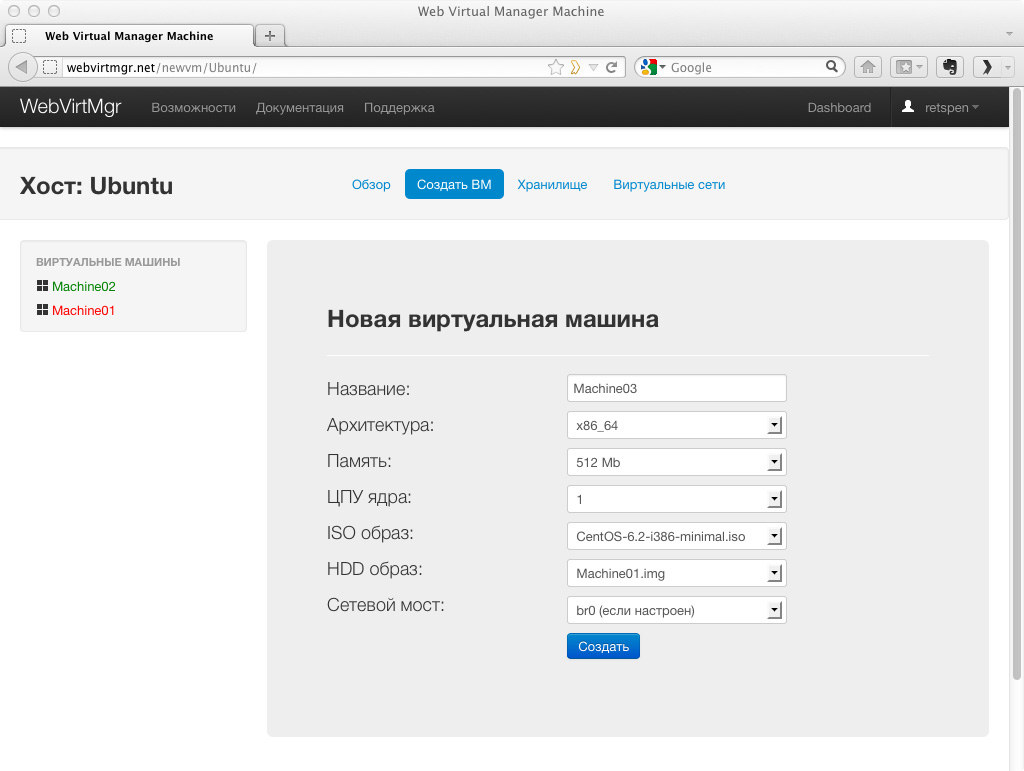 Web Virtual Manager Machine
Web Virtual Manager Machine
webvirtmgr.net/newvm/Ubuntu/
Google
WebVirtMgr Возможности Документация Поддержка Dashboard retspen
Хост: Ubuntu Обзор Создать ВМ Хранилище Виртуальные сети
ВИРТУАЛЬНЫЕ МАШИНЫ
Machine02
Machine01
Новая виртуальная машина
Название: Machine03
Архитектура: x86_64
Память: 512 Mb
ЦПУ ядра: 1
ISO образ: CentOS-6.2-i386-minimal.iso
HDD образ: Machine01.img
Сетевой мост: br0 (если настроен)
Создать